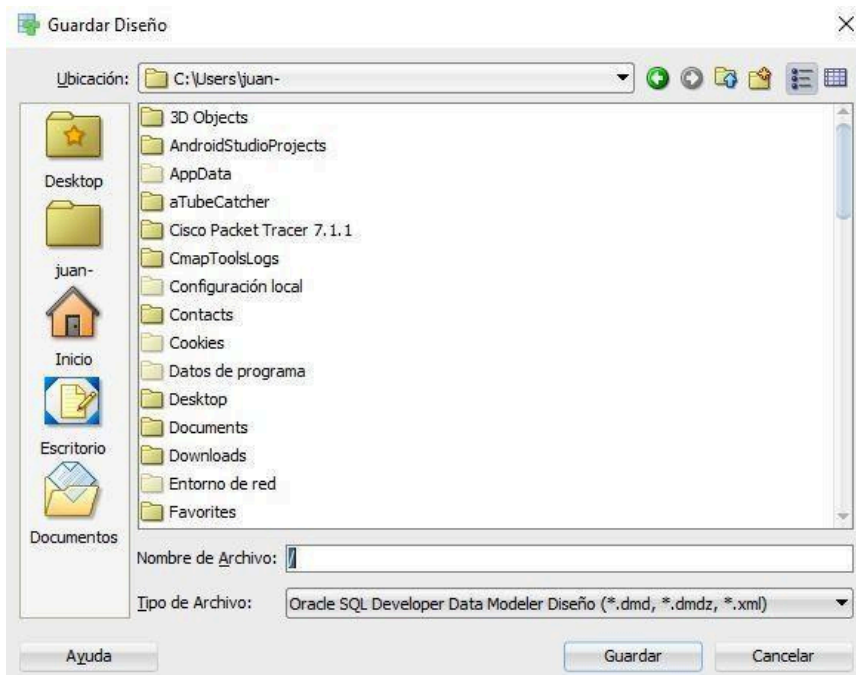 Guardar Diseño
Ubicación: C:\Users\juan-
Desktop
juan-
Inicio
Escritorio
Documentos
3D Objects
AndroidStudioProjects
AppData
aTubeCatcher
Cisco Packet Tracer 7.1.1
CmapToolsLogs
Configuración local
Contacts
Cookies
Datos de programa
Desktop
Documents
Downloads
Entorno de red
Favorites
Nombre de Archivo: /
Tipo de Archivo: Oracle SQL Developer Data Modeler Diseño (*.dmd, *.dmdz, *.xml)
Ayuda Guardar Cancelar